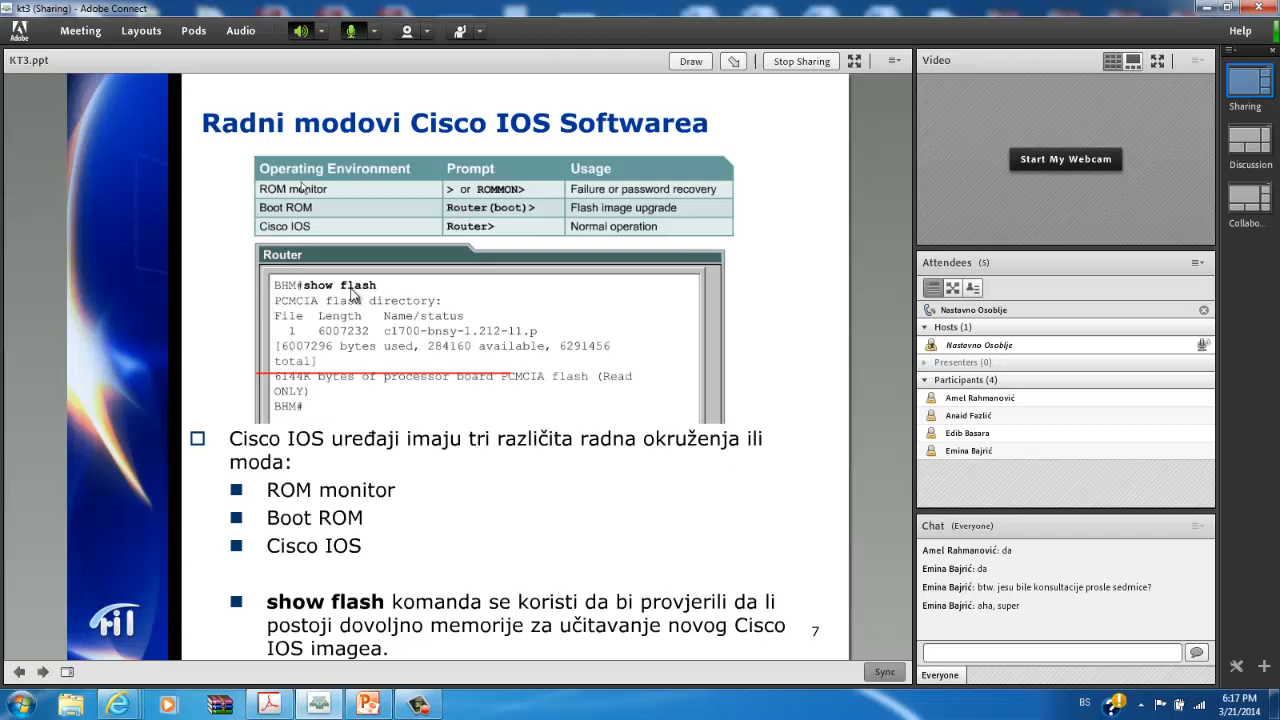 kt3 (Sharing) - Adobe Connect
Adobe
Meeting Layouts Pods Audio Help
KT3.ppt
Draw
Stop Sharing
Radni modovi Cisco IOS Softwarea
Operating Environment Prompt Usage
ROM monitor > or ROMMON> Failure or password recovery
Boot ROM Router(boot)> Flash image upgrade
Cisco IOS Router> Normal operation
Router
BHM#show flash
PCMCIA flash directory:
File Length Name/status
1 6007232 c1700-bnsy-l.212-11.p
[6007296 bytes used, 284160 available, 6291456
total]
6144K bytes of processor board PCMCIA flash (Read
ONLY)
BHM#
Cisco IOS uređaji imaju tri različita radna okruženja ili
moda:
ROM monitor
Boot ROM
Cisco IOS
show flash komanda se koristi da bi provjerili da li
postoji dovoljno memorije za učitavanje novog Cisco
IOS imagea.
7
Sync
Video
Start My Webcam
Attendees (5)
Nastavno Osoblje
Hosts (1)
Nastavno Osoblje
Presenters (0)
Participants (4)
Amel Rahmanović
Anaid Fazlić
Edib Basara
Emina Bajrić
Chat (Everyone)
Amel Rahmanović: da
Emina Bajrić: da
Emina Bajrić: btw. jesu bile konsultacije prosle sedmice?
Emina Bajrić: aha, super
Everyone
Sharing
Discussion
Collabo...
BS
6:17 PM
3/21/2014